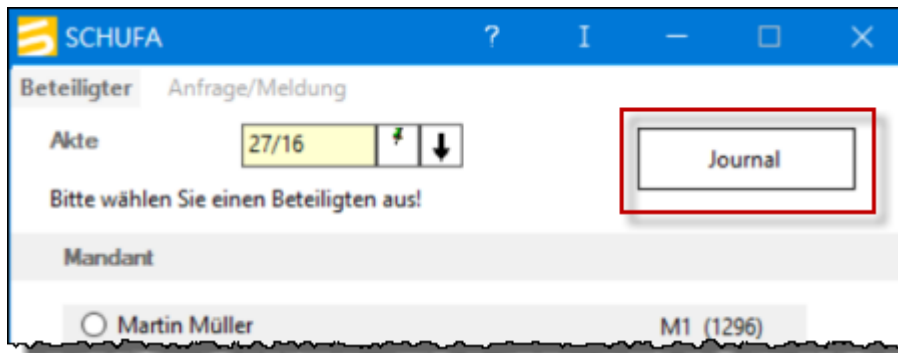 SCHUFA ? I
Beteiligter Anfrage/Meldung
Akte 27/16 Journal
Bitte wählen Sie einen Beteiligten aus!
Mandant
Martin Müller M1 (1296)